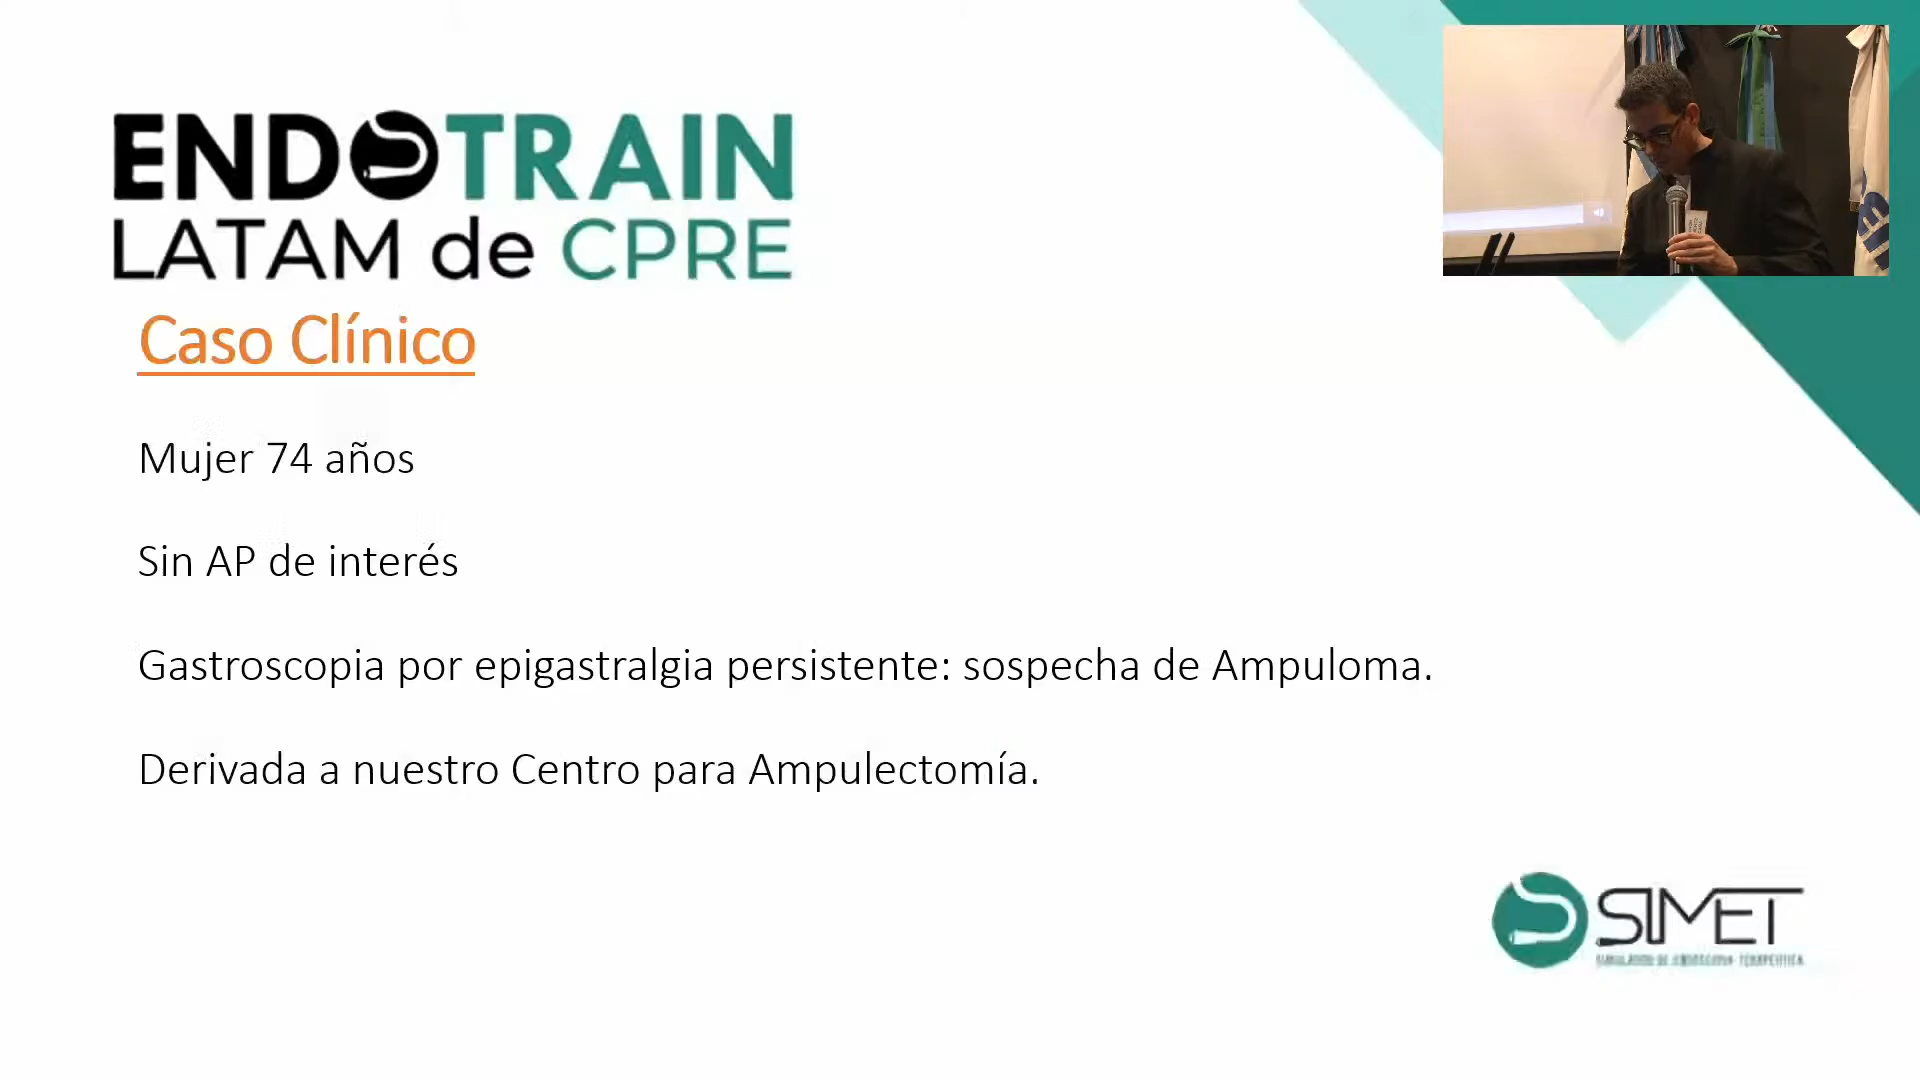 ENDOTRAIN
LATAM de CPRE
Caso Clínico
Mujer 74 años
Sin AP de interés
Gastroscopia por epigastralgia persistente: sospecha de Ampuloma.
Derivada a nuestro Centro para Ampulectomía.
SIMET